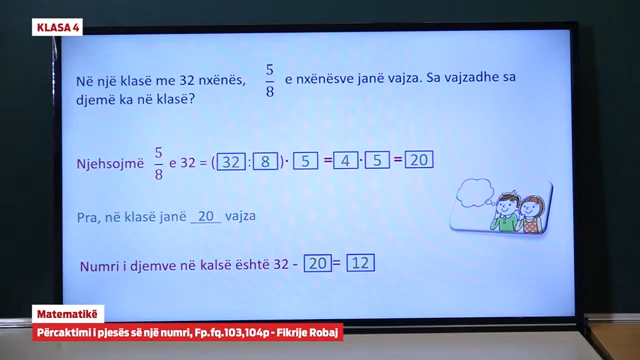 KLASA 4
Në një klasë me 32 nxënës, 5/8 e nxënësve janë vajza. Sa vajzadhe sa
djemë ka në klasë?
Njehsojmë 5/8 e 32 = (32:8)·5 =4·5=20
Pra, në klasë janë __20__ vajza
Numri i djemve në kalsë është 32 - 20= 12
Matematikë
Përcaktimi i pjesës së një numri, Fp.fq.103,104p - Fikrije Robaj